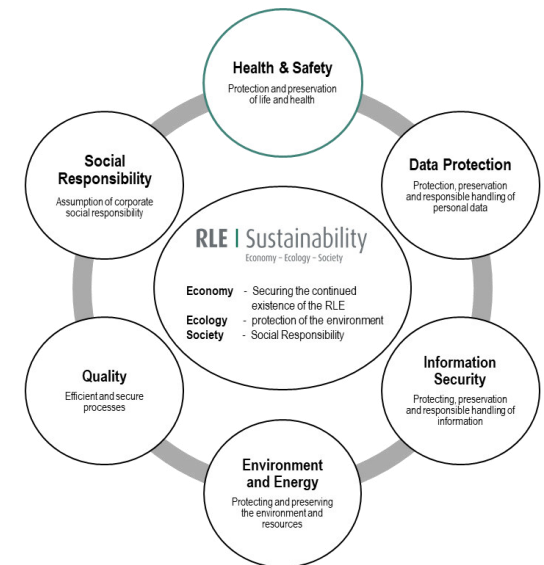 Health & Safety
Protection and preservation
of life and health
Social
Responsibility
Assumption of corporate
social responsibility
Data Protection
Protection, preservation
and responsible handling of
personal data
RLE | Sustainability
Economy – Ecology – Society
Economy - Securing the continued
existence of the RLE
Ecology - protection of the environment
Society - Social Responsibility
Quality
Efficient and secure
processes
Information
Security
Protecting, preservation
and responsible handling of
information
Environment
and Energy
Protecting and preserving
the environment and
resources